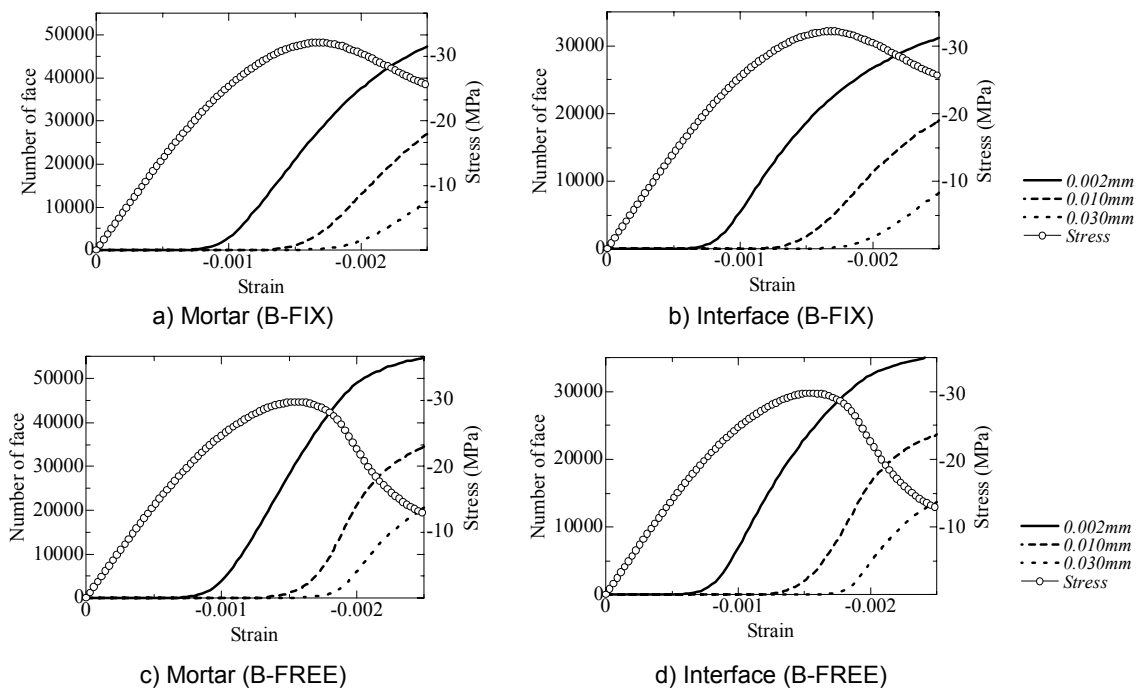 50000
40000
30000
20000
10000
0
Number of face
-30
-20
-10
Stress (MPa)
0 -0.001 -0.002
Strain
a) Mortar (B-FIX)
30000
20000
10000
0
Number of face
-30
-20
-10
Stress (MPa)
0 -0.001 -0.002
Strain
b) Interface (B-FIX)
0.002mm
0.010mm
0.030mm
Stress
50000
40000
30000
20000
10000
0
Number of face
-30
-20
-10
Stress (MPa)
0 -0.001 -0.002
Strain
c) Mortar (B-FREE)
30000
20000
10000
0
Number of face
-30
-20
-10
Stress (MPa)
0 -0.001 -0.002
Strain
d) Interface (B-FREE)
0.002mm
0.010mm
0.030mm
Stress